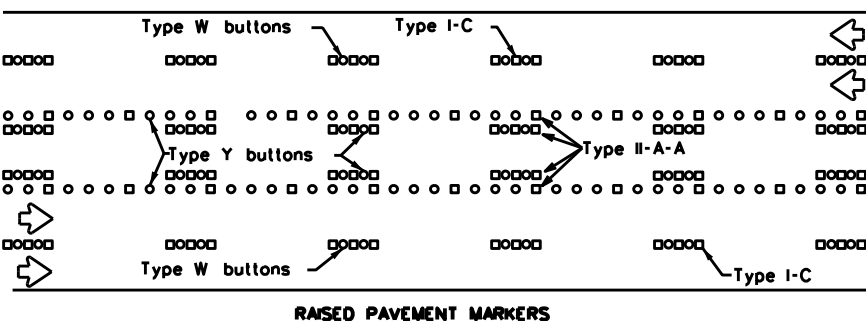 Type W buttons
Type I-C
Type Y buttons
Type II-A-A
Type W buttons
Type I-C
RAISED PAVEMENT MARKERS